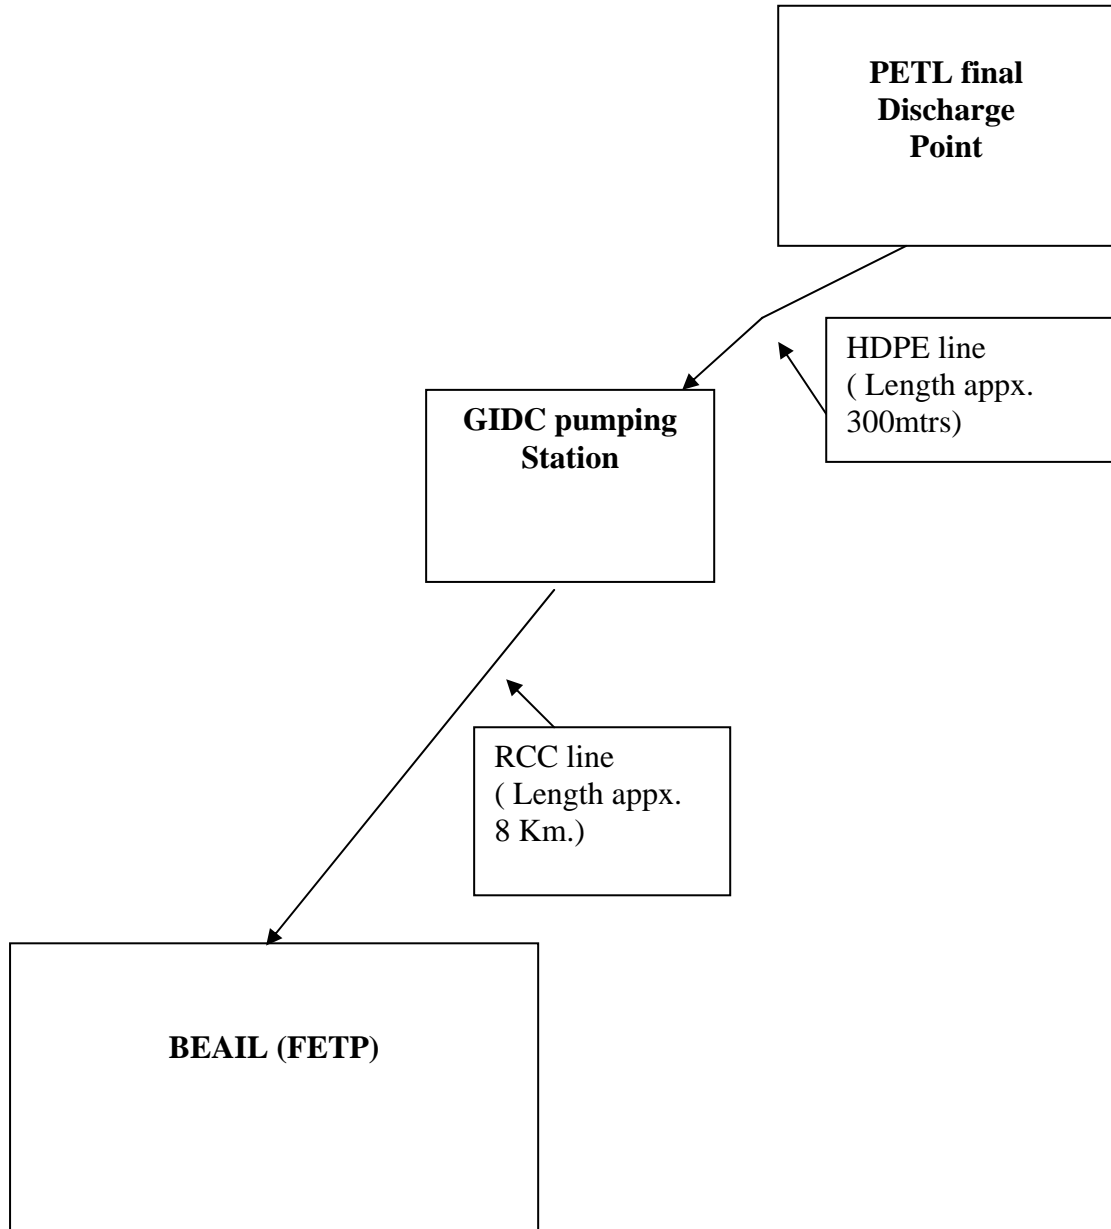 PETL final
Discharge
Point
HDPE line
( Length appx.
300mtrs)
GIDC pumping
Station
RCC line
( Length appx.
8 Km.)
BEAIL (FETP)